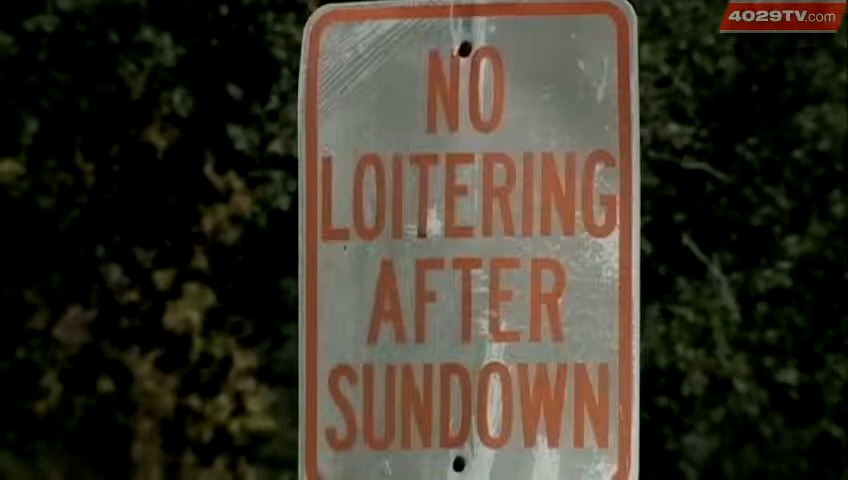 4029TV.com
NO
LOITERING
AFTER
SUNDOWN